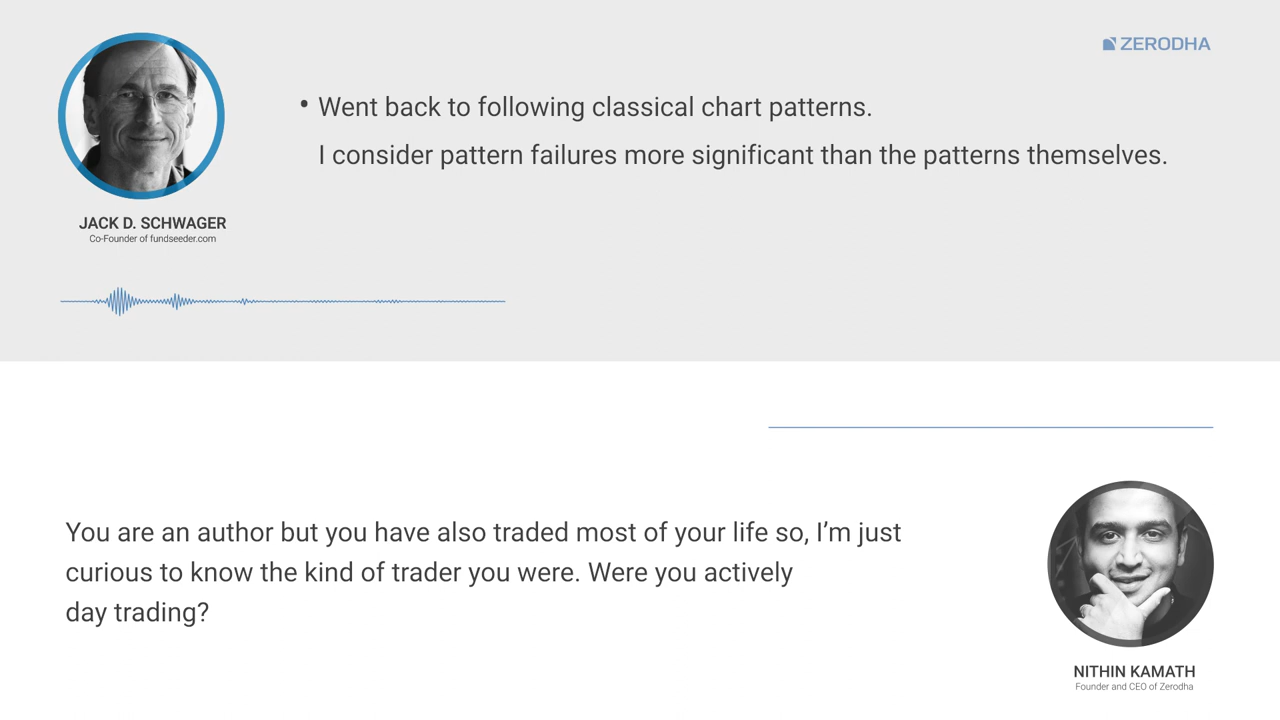 ZERODHA
• Went back to following classical chart patterns.
I consider pattern failures more significant than the patterns themselves.
JACK D. SCHWAGER
Co-Founder of fundseeder.com
You are an author but you have also traded most of your life so, I’m just
curious to know the kind of trader you were. Were you actively
day trading?
NITHIN KAMATH
Founder and CEO of Zerodha